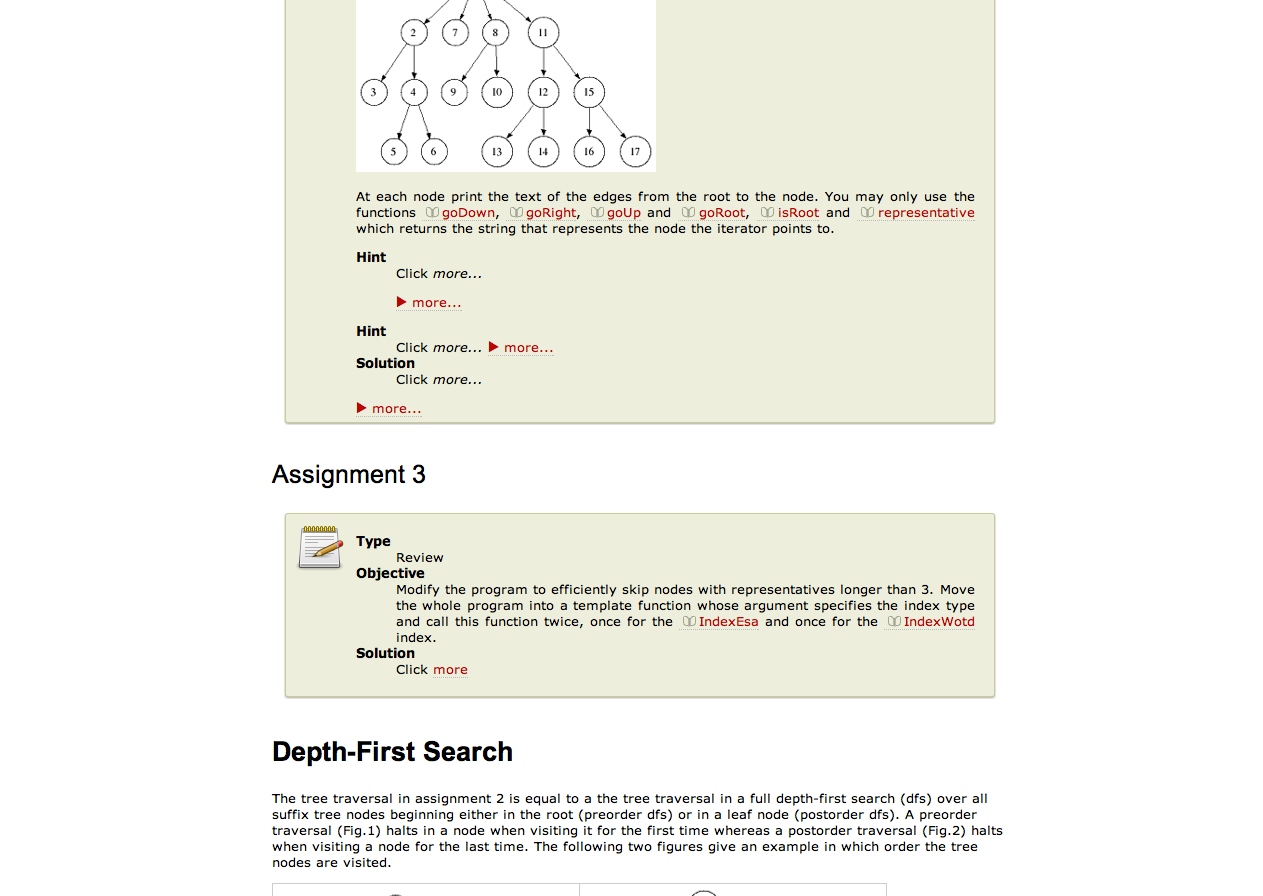 2 7 8 11
3 4 9 10 12 15
5 6 13 14 16 17
At each node print the text of the edges from the root to the node. You may only use the
functions goDown, goRight, goUp and goRoot, isRoot and representative
which returns the string that represents the node the iterator points to.
Hint
Click more...
more...
Hint
Click more... more...
Solution
Click more...
more...
Assignment 3
Type
Review
Objective
Modify the program to efficiently skip nodes with representatives longer than 3. Move
the whole program into a template function whose argument specifies the index type
and call this function twice, once for the IndexEsa and once for the IndexWotd
index.
Solution
Click more
Depth-First Search
The tree traversal in assignment 2 is equal to a the tree traversal in a full depth-first search (dfs) over all
suffix tree nodes beginning either in the root (preorder dfs) or in a leaf node (postorder dfs). A preorder
traversal (Fig.1) halts in a node when visiting it for the first time whereas a postorder traversal (Fig.2) halts
when visiting a node for the last time. The following two figures give an example in which order the tree
nodes are visited.